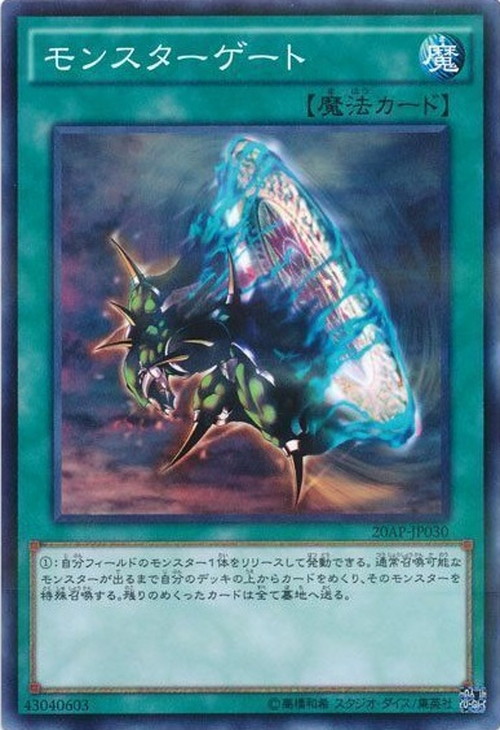 モンスターゲート
魔
【魔法カード】
20AP-JP030
①：自分フィールドのモンスター1体をリリースして発動できる。通常召喚可能な
モンスターが出るまで自分のデッキの上からカードをめくり、そのモンスターを
特殊召喚する。残りのめくったカードは全て墓地へ送る。
43040603
©高橋和希 スタジオ・ダイス/集英社